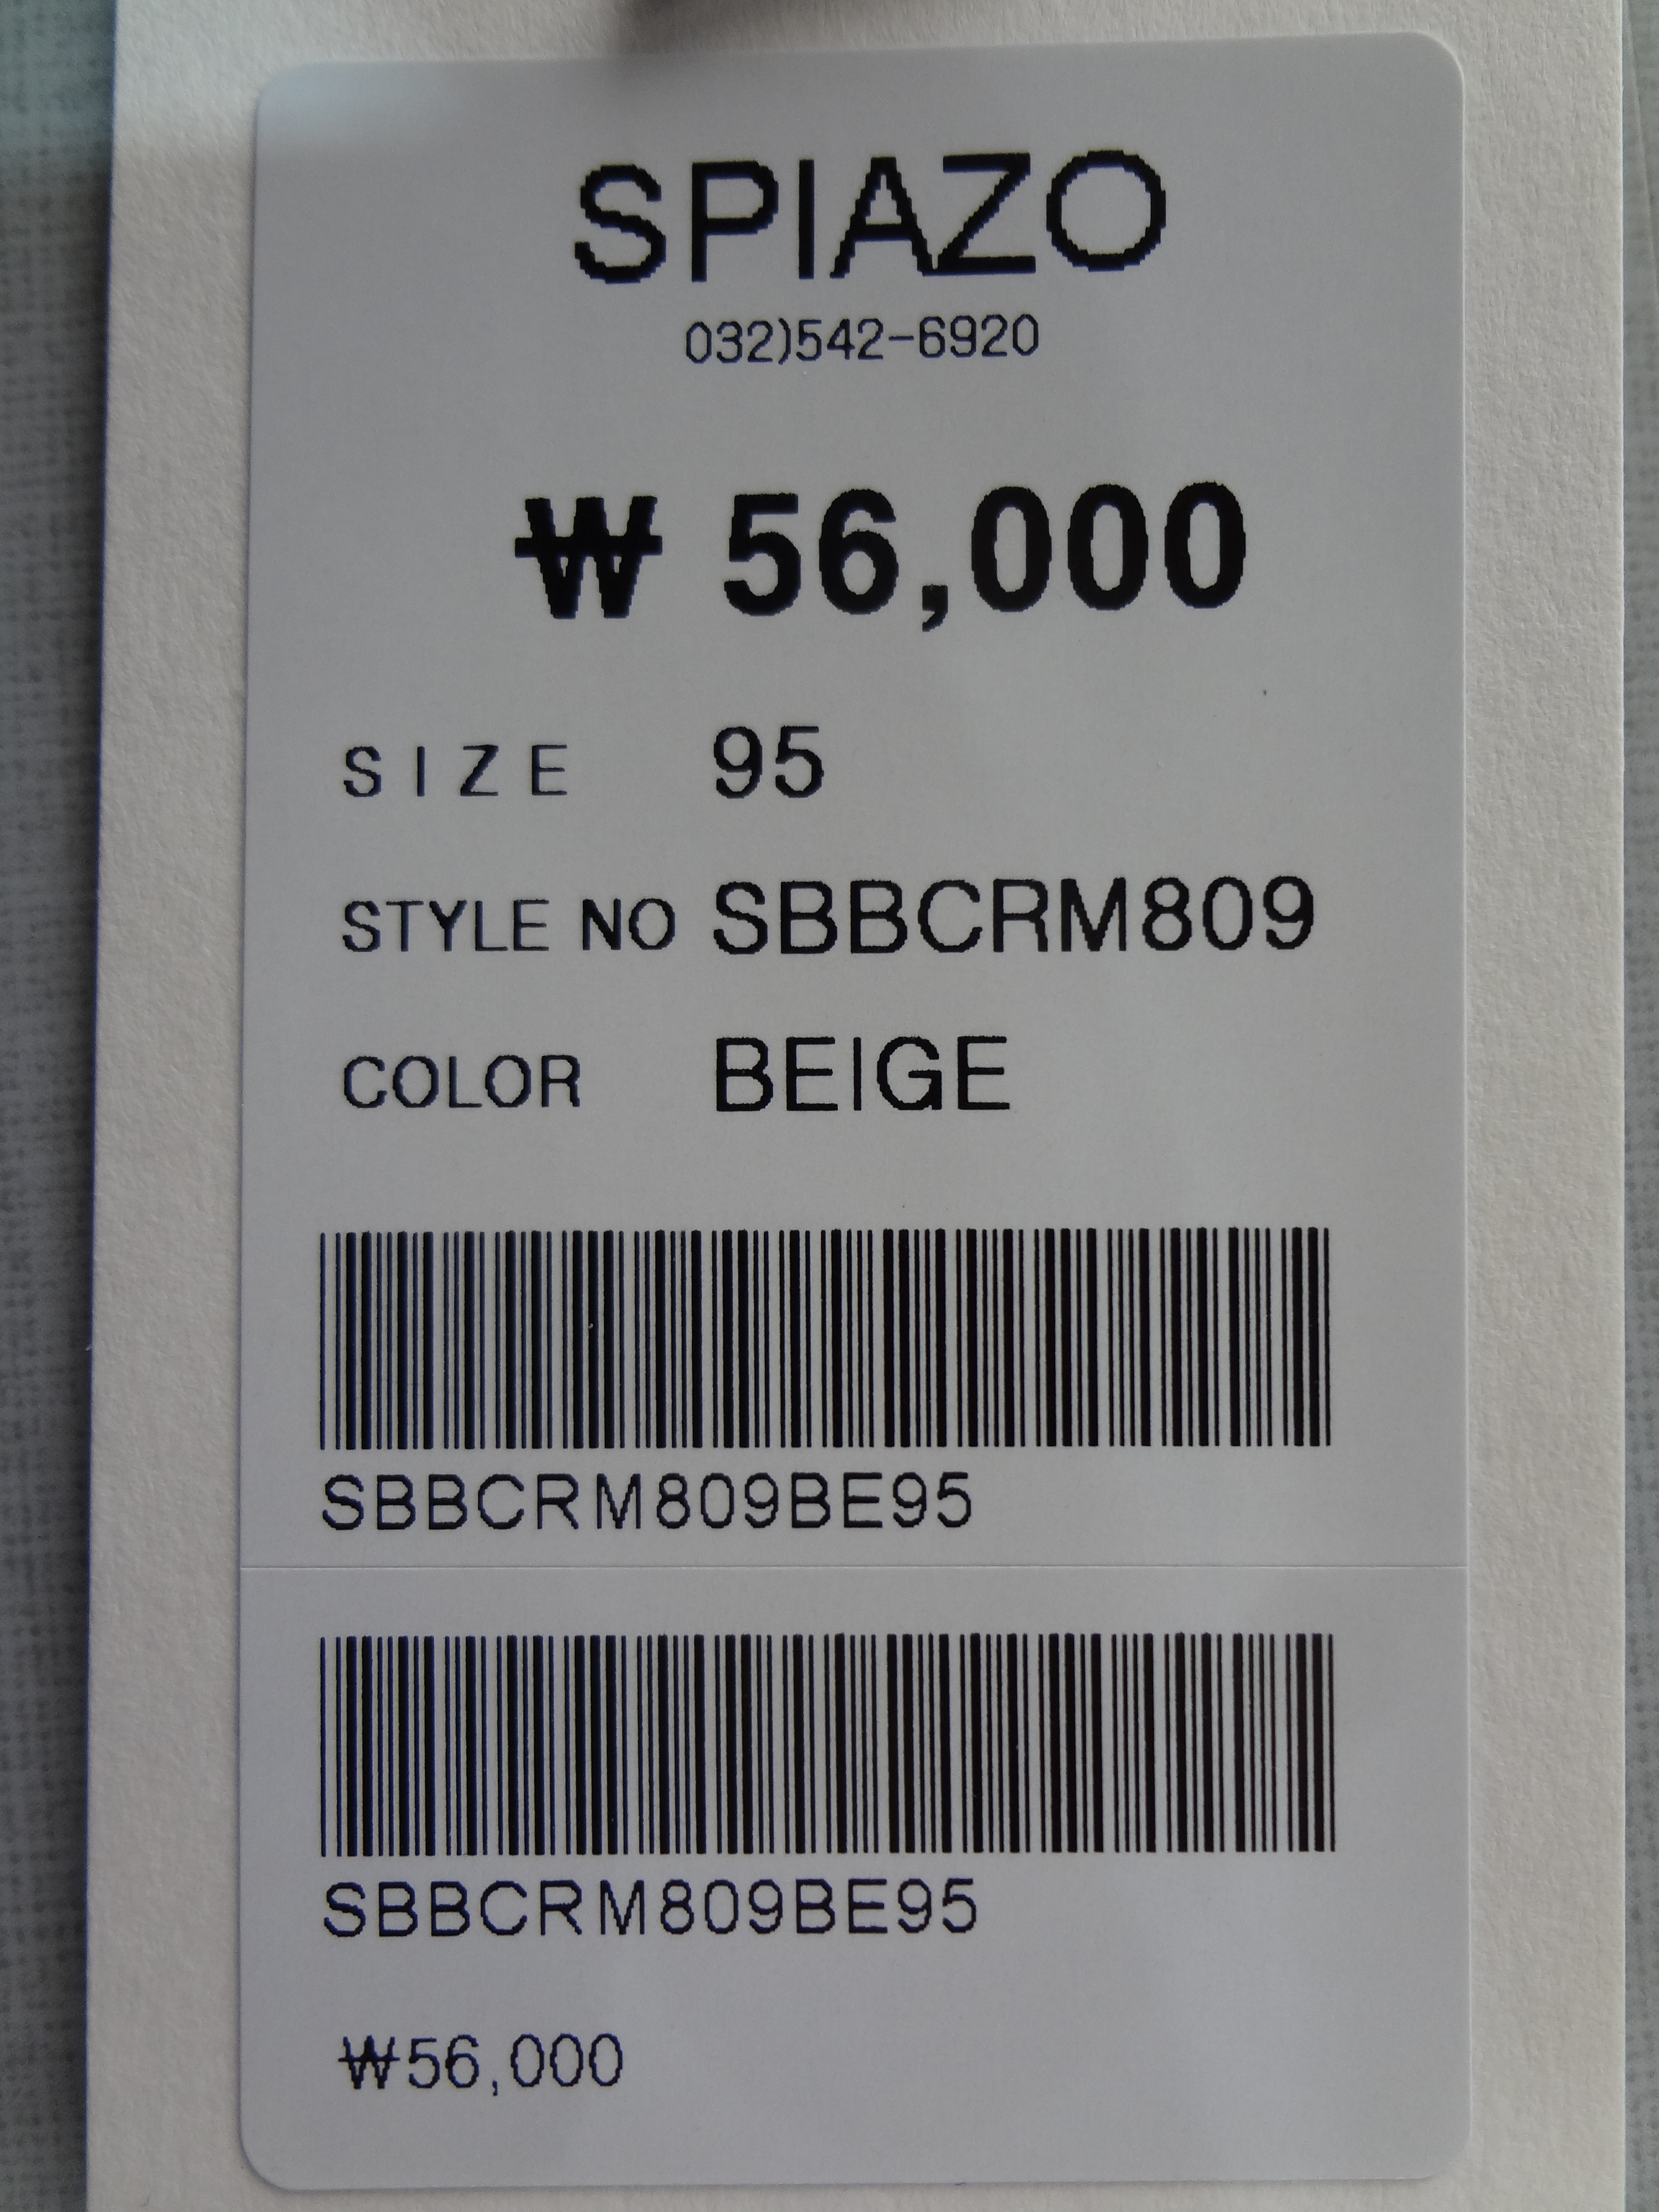 SPIAZO
032)542-6920
₩ 56,000
SIZE 95
STYLE NO SBBCRM809
COLOR BEIGE
SBBCRM809BE95
SBBCRM809BE95
₩56,000